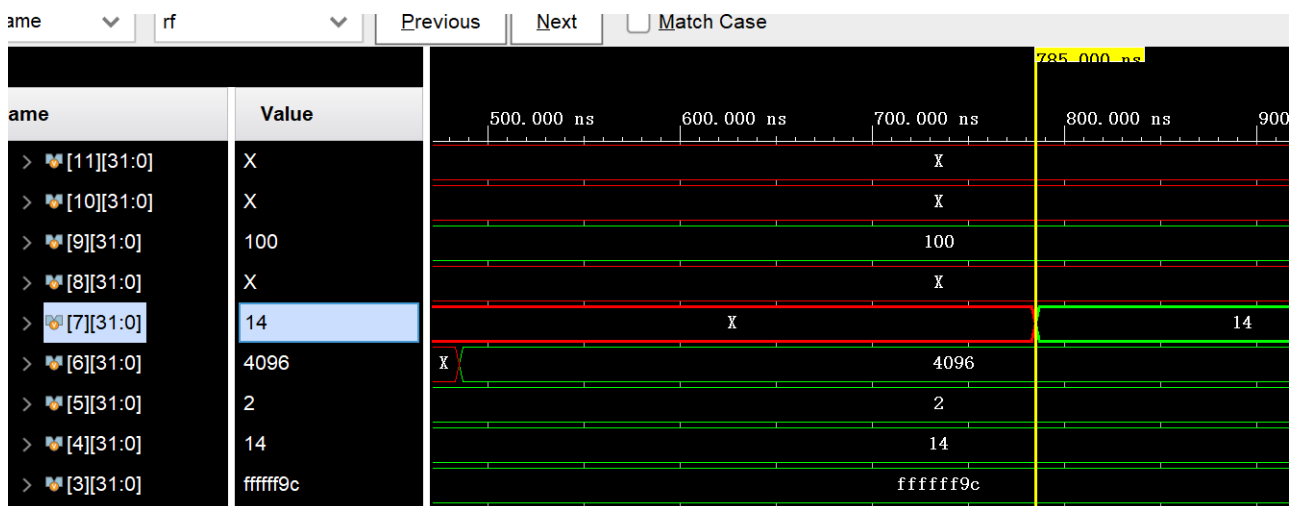 ame rf Previous Next Match Case
785.000 ns
ame Value 500.000 ns 600.000 ns 700.000 ns 800.000 ns 900
[11][31:0] X X
[10][31:0] X X
[9][31:0] 100 100
[8][31:0] X X
[7][31:0] 14 X 14
[6][31:0] 4096 X 4096
[5][31:0] 2 2
[4][31:0] 14 14
[3][31:0] ffffff9c ffffff9c